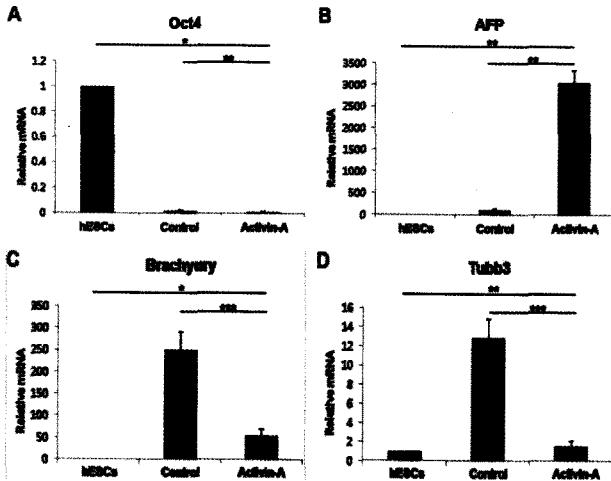 A
Oct4
*
**
Relative mRNA
1.2
1
0.8
0.6
0.4
0.2
0
hESCs Control Activin-A
B
AFP
**
**
Relative mRNA
3500
3000
2500
2000
1500
1000
500
0
hESCs Control Activin-A
C
Brachyury
*
***
Relative mRNA
350
300
250
200
150
100
50
0
hESCs Control Activin-A
D
Tubb3
**
***
Relative mRNA
16
14
12
10
8
6
4
2
0
hESCs Control Activin-A